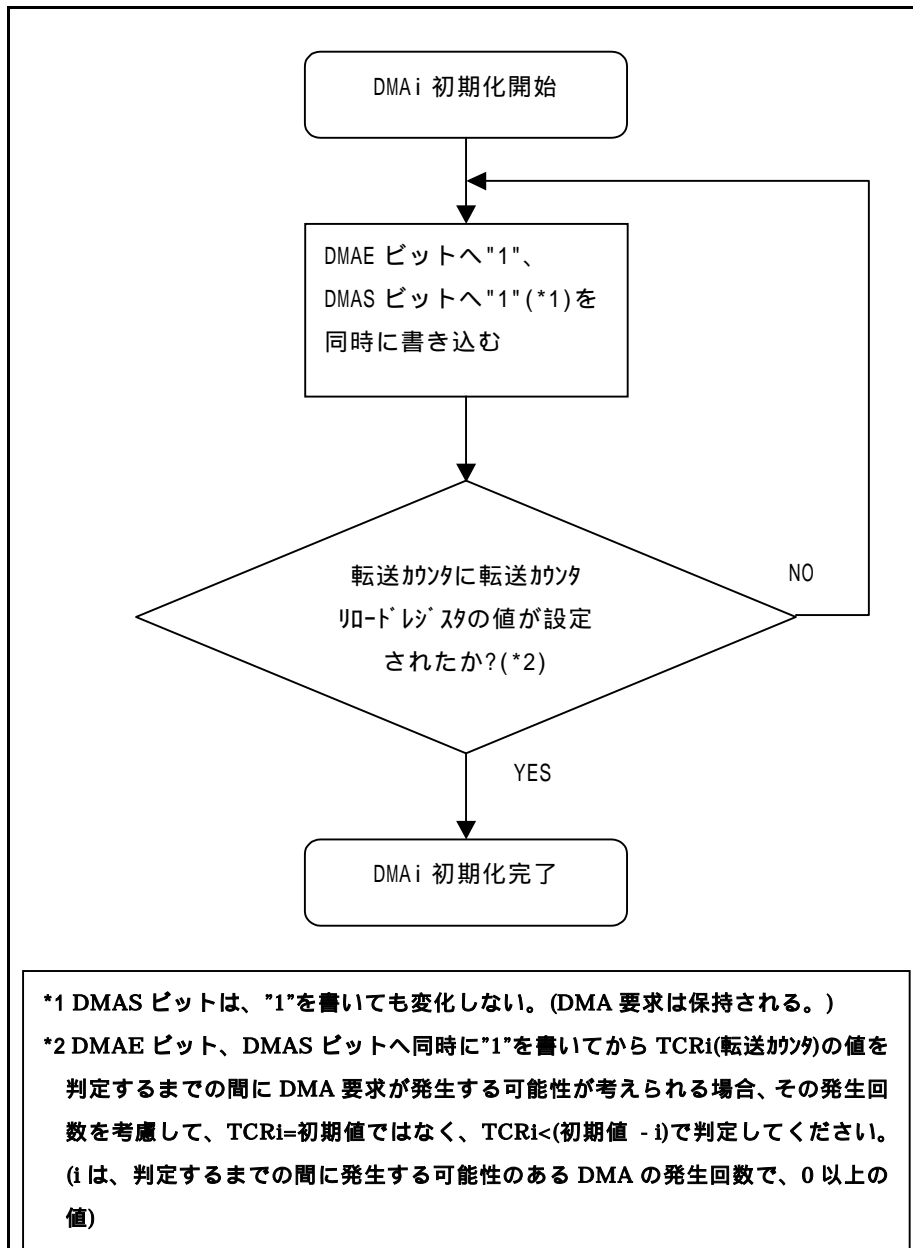 DMAi 初期化開始
DMAE ビットへ"1"、
DMAS ビットへ"1"(*1)を
同時に書き込む
転送ｶｳﾝﾀに転送ｶｳﾝﾀ
ﾘﾛｰﾄﾞﾚｼﾞｽﾀの値が設定
されたか?(*2)
NO
YES
DMAi 初期化完了
*1 DMAS ビットは、"1"を書いても変化しない。(DMA 要求は保持される。)
*2 DMAE ビット、DMAS ビットへ同時に"1"を書いてから TCRi(転送ｶｳﾝﾀ)の値を
判定するまでの間に DMA 要求が発生する可能性が考えられる場合、その発生回
数を考慮して、TCRi=初期値ではなく、TCRi<(初期値 - i)で判定してください。
(i は、判定するまでの間に発生する可能性のある DMA の発生回数で、0 以上の
値)